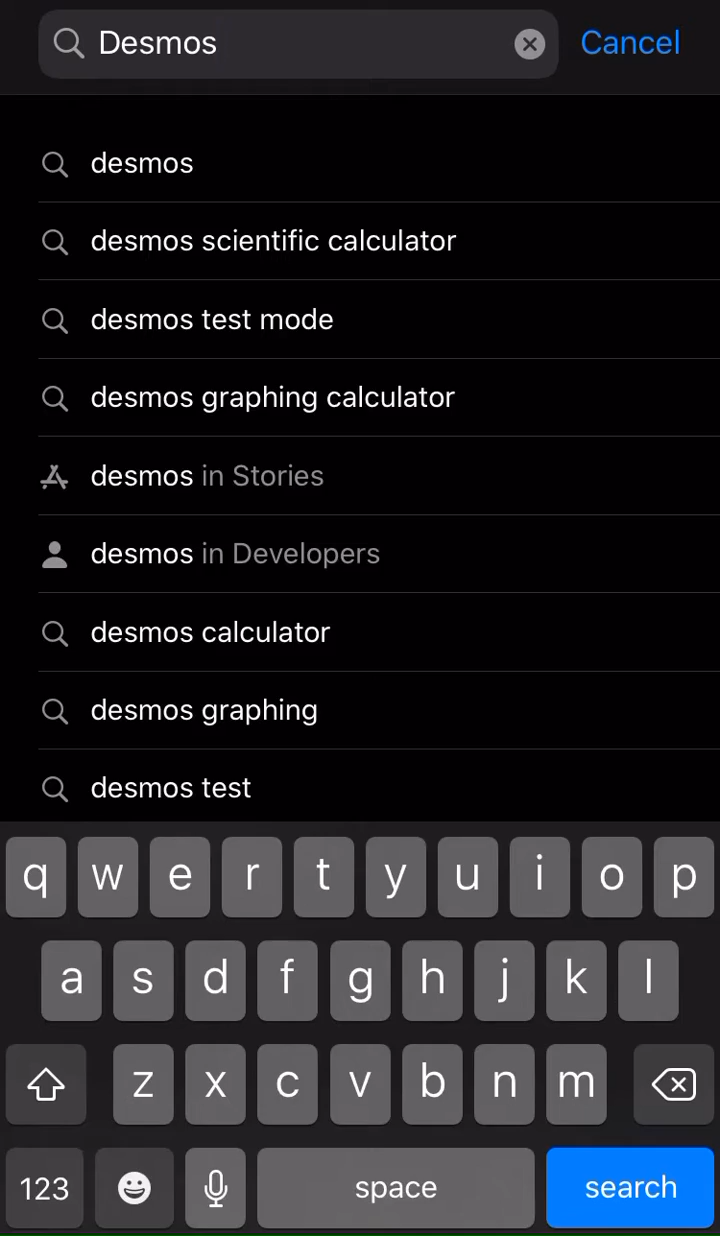 Desmos Cancel
desmos
desmos scientific calculator
desmos test mode
desmos graphing calculator
desmos in Stories
desmos in Developers
desmos calculator
desmos graphing
desmos test
q w e r t y u i o p
a s d f g h j k l
z x c v b n m
123 space search